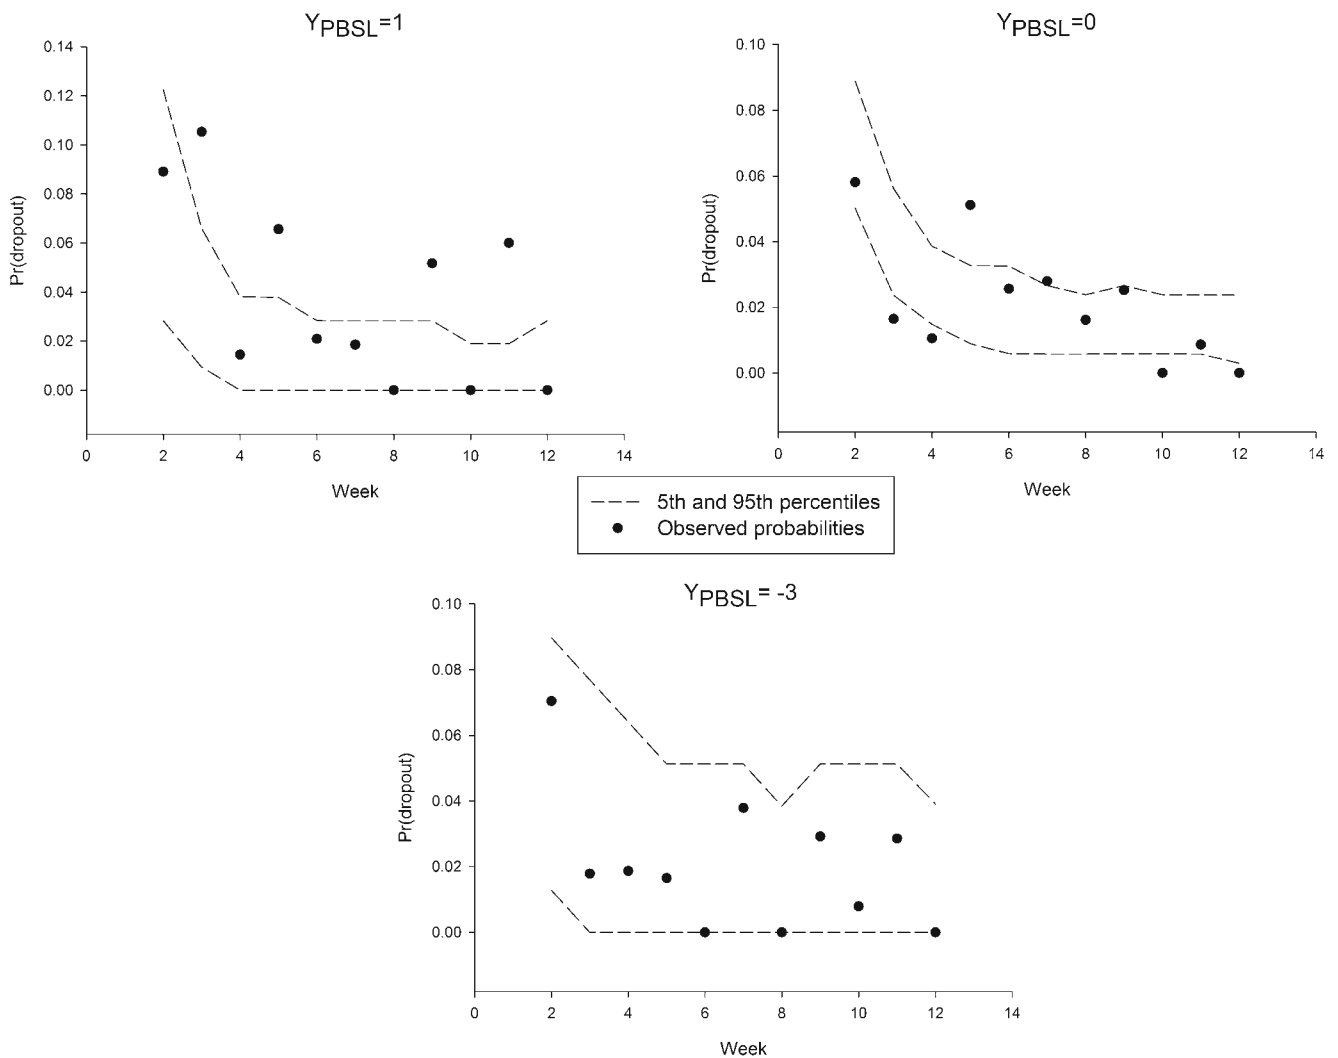 Y_PBSL=1
0.14
0.12
0.10
0.08
0.06
0.04
0.02
0.00
Pr(dropout)
0 2 4 6 8 10 12 14
Week
Y_PBSL=0
0.10
0.08
0.06
0.04
0.02
0.00
Pr(dropout)
0 2 4 6 8 10 12 14
Week
5th and 95th percentiles
Observed probabilities
Y_PBSL= -3
0.10
0.08
0.06
0.04
0.02
0.00
Pr(dropout)
0 2 4 6 8 10 12 14
Week